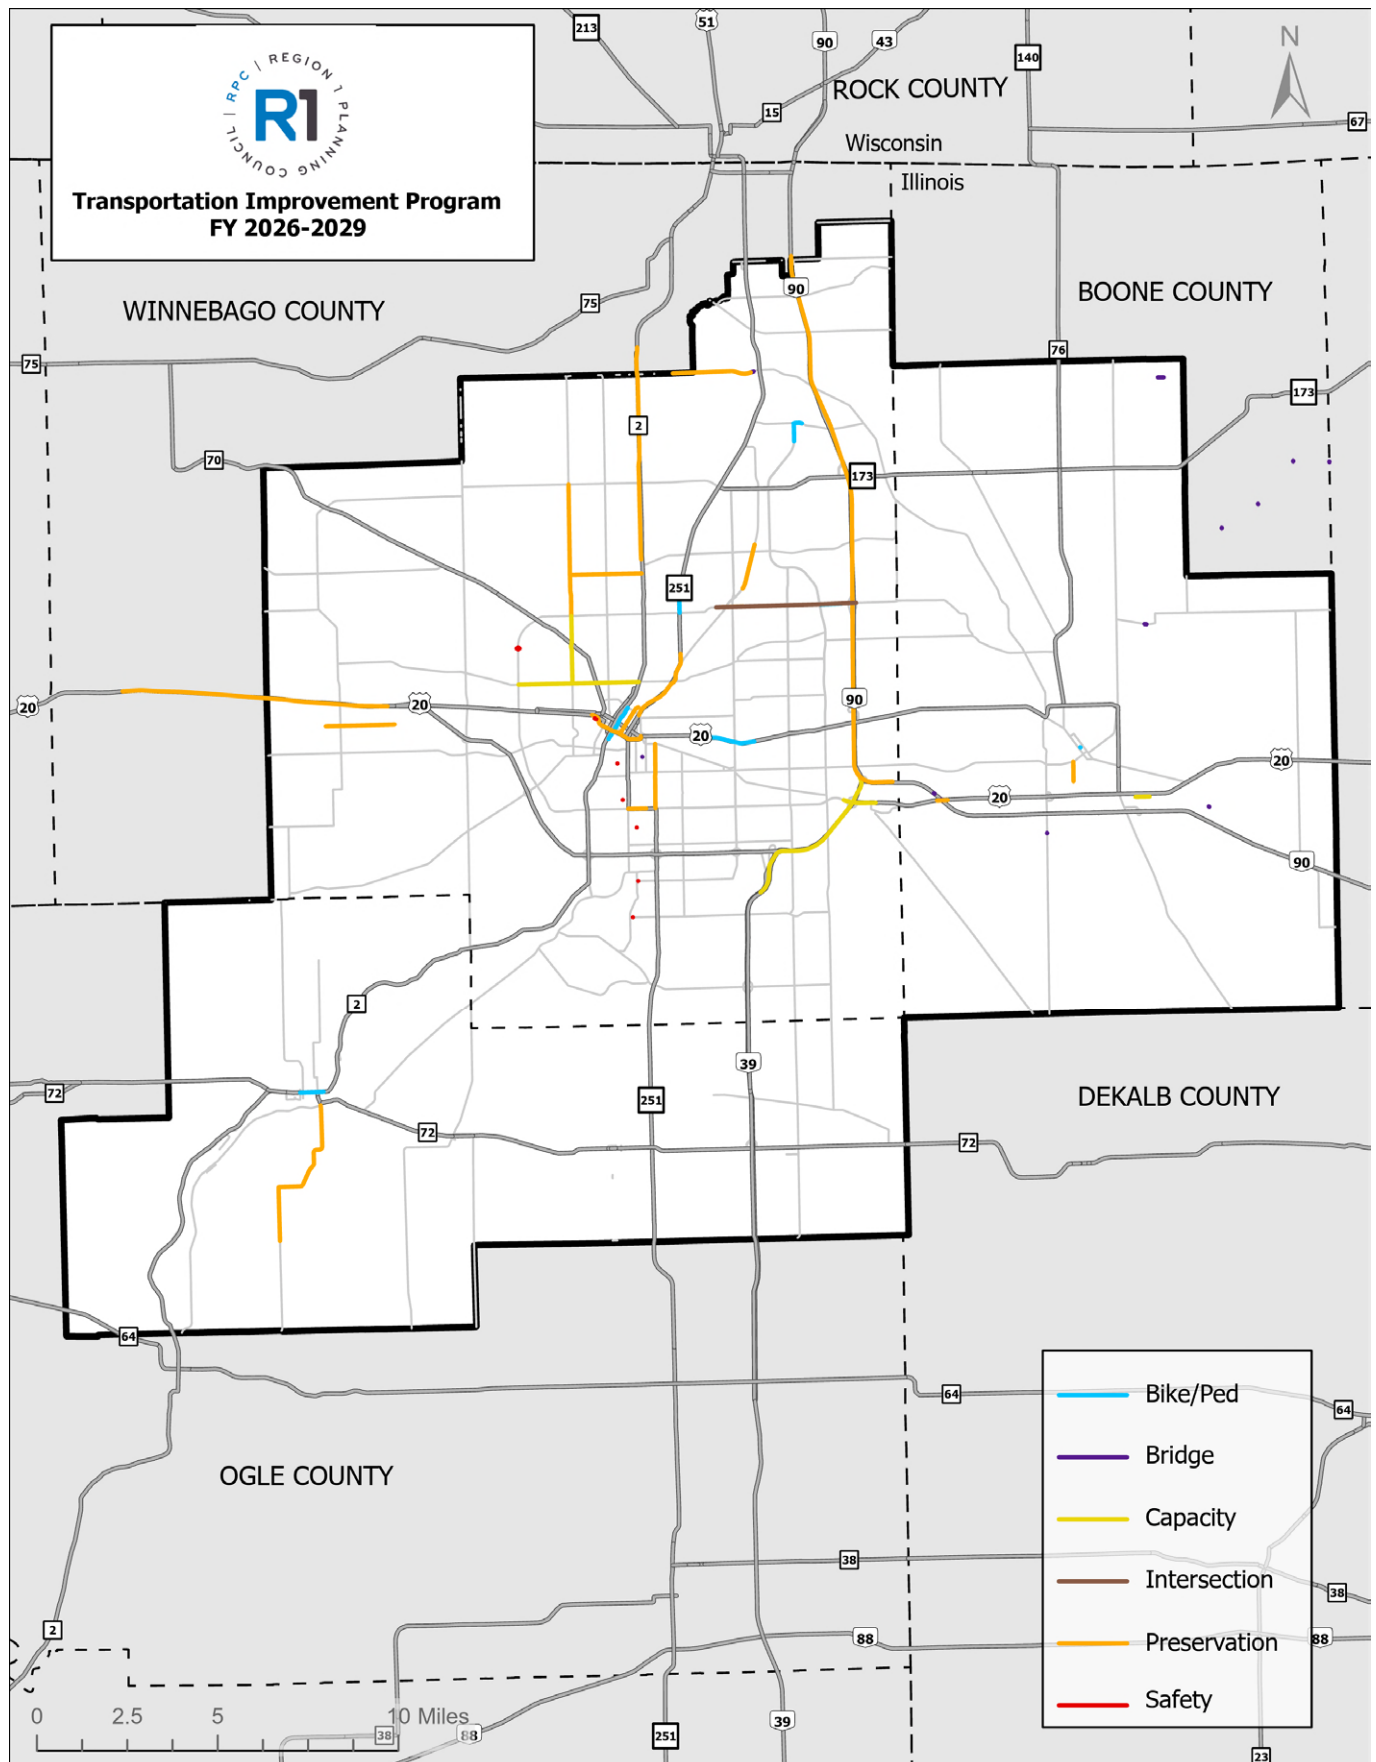 213
51
90
43
140
N
ROCK COUNTY
15
67
Wisconsin
Illinois
RPC | REGION 1 PLANNING COUNCIL |
R1
Transportation Improvement Program
FY 2026-2029
WINNEBAGO COUNTY
75
90
BOONE COUNTY
75
76
173
2
70
173
251
20
20
90
20
20
20
90
2
39
72
251
DEKALB COUNTY
72
72
64
64
64
OGLE COUNTY
Bike/Ped
Bridge
Capacity
Intersection
Preservation
Safety
38
38
2
88
88
0
2.5
5
10 Miles
38
88
251
39
23